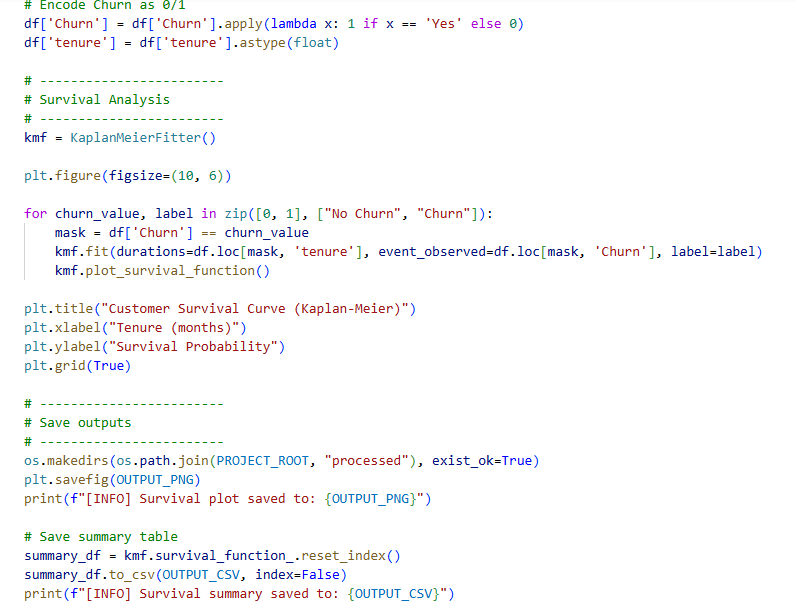 # Encode Churn as 0/1
df['Churn'] = df['Churn'].apply(lambda x: 1 if x == 'Yes' else 0)
df['tenure'] = df['tenure'].astype(float)
# -----------------------
# Survival Analysis
# -----------------------
kmf = KaplanMeierFitter()
plt.figure(figsize=(10, 6))
for churn_value, label in zip([0, 1], ["No Churn", "Churn"]):
    mask = df['Churn'] == churn_value
    kmf.fit(durations=df.loc[mask, 'tenure'], event_observed=df.loc[mask, 'Churn'], label=label)
    kmf.plot_survival_function()
plt.title("Customer Survival Curve (Kaplan-Meier)")
plt.xlabel("Tenure (months)")
plt.ylabel("Survival Probability")
plt.grid(True)
# -----------------------
# Save outputs
# -----------------------
os.makedirs(os.path.join(PROJECT_ROOT, "processed"), exist_ok=True)
plt.savefig(OUTPUT_PNG)
print(f"[INFO] Survival plot saved to: {OUTPUT_PNG}")
# Save summary table
summary_df = kmf.survival_function_.reset_index()
summary_df.to_csv(OUTPUT_CSV, index=False)
print(f"[INFO] Survival summary saved to: {OUTPUT_CSV}")